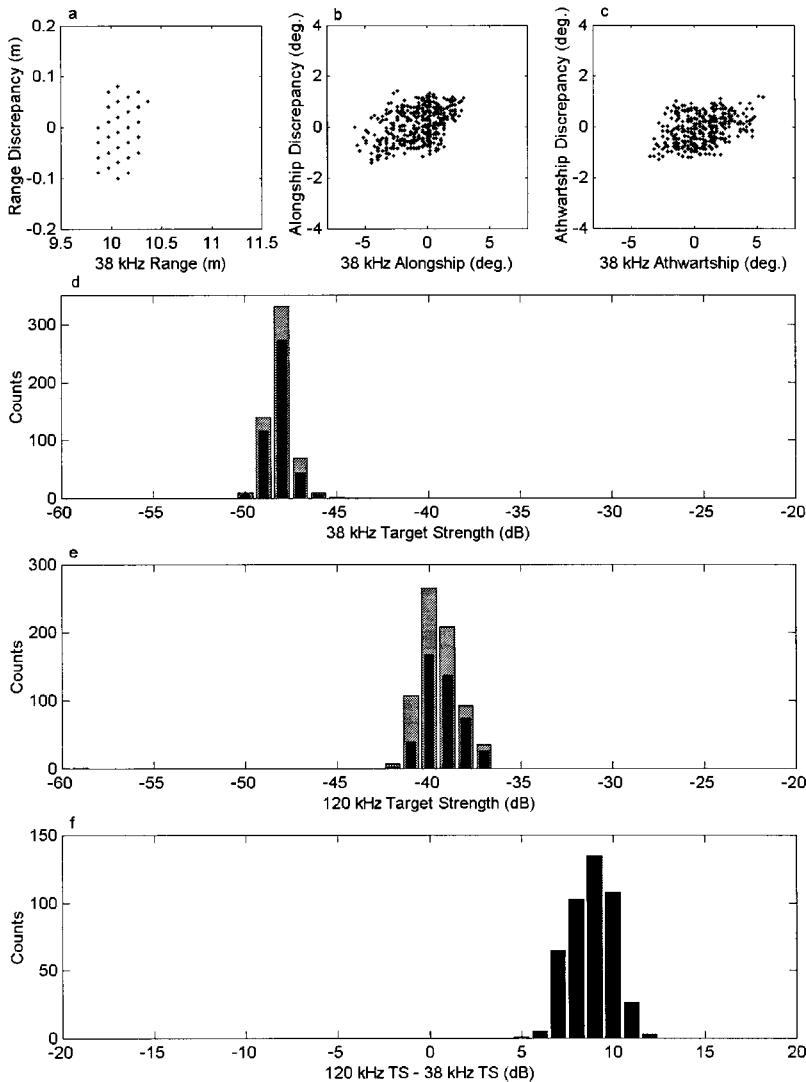 a
b
c
Range Discrepancy (m)
0.2
0.1
0
-0.1
-0.2
9.5 10 10.5 11 11.5
38 kHz Range (m)
Alongship Discrepancy (deg.)
4
2
0
-2
-4
-5 0 5
38 kHz Alongship (deg.)
Athwartship Discrepancy (deg.)
4
2
0
-2
-4
-5 0 5
38 kHz Athwartship (deg.)
d
Counts
300
200
100
0
-60 -55 -50 -45 -40 -35 -30 -25 -20
38 kHz Target Strength (dB)
e
Counts
300
200
100
0
-60 -55 -50 -45 -40 -35 -30 -25 -20
120 kHz Target Strength (dB)
f
Counts
150
100
50
0
-20 -15 -10 -5 0 5 10 15 20
120 kHz TS - 38 kHz TS (dB)